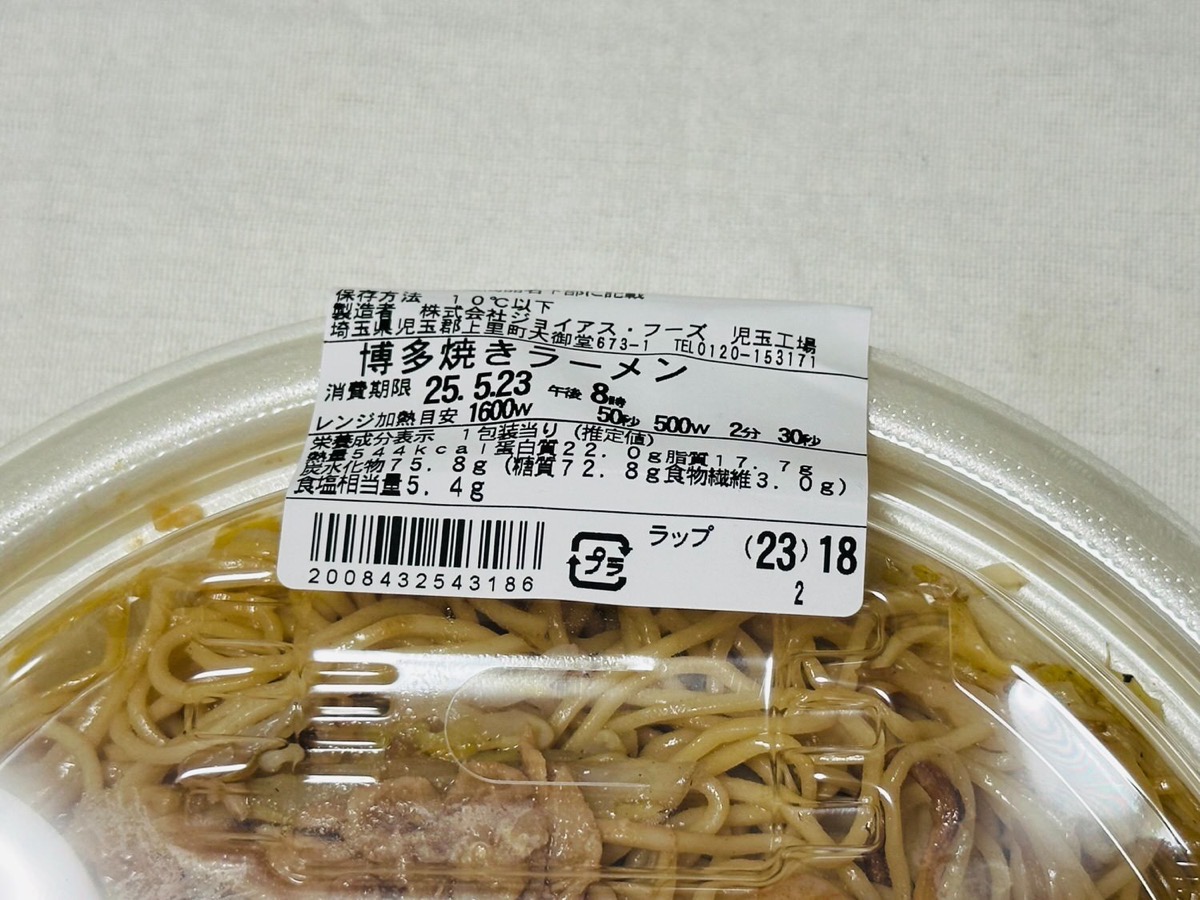 部に記載
保存方法 10℃以下
製造者 株式会社ジョイアス・フーズ 児玉工場
埼玉県児玉郡上里町大御堂673-1 TEL0120-153171
博多焼きラーメン
消費期限 25. 5.23 午後 8時
レンジ加熱目安 1600W 50秒 500W 2分 30秒
栄養成分表示 1包装当り (推定値)
熱量544kcal蛋白質22.0g脂質17.7g
炭水化物75.8g(糖質72.8g食物繊維3.0g)
食塩相当量5.4g
ラップ (23)18
プラ
2008432543186
2